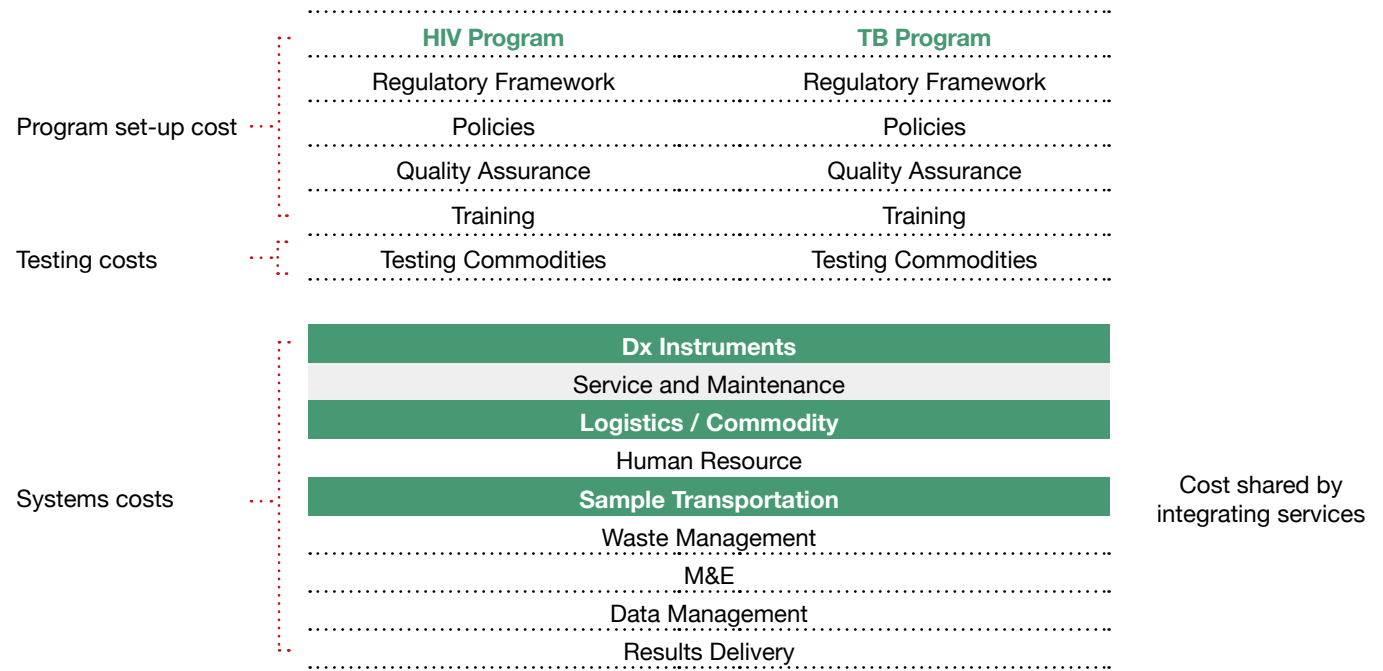 HIV Program TB Program
Regulatory Framework Regulatory Framework
Program set-up cost Policies Policies
Quality Assurance Quality Assurance
Training Training
Testing costs Testing Commodities Testing Commodities
Dx Instruments
Service and Maintenance
Logistics / Commodity
Human Resource
Systems costs Sample Transportation
Cost shared by
integrating services
Waste Management
M&E
Data Management
Results Delivery